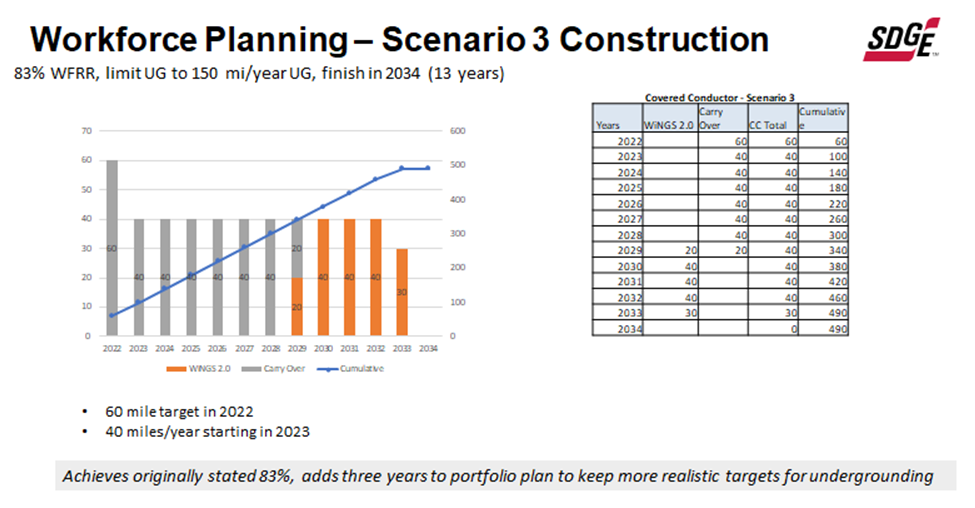 Workforce Planning – Scenario 3 Construction
SDGE™
83% WFRR, limit UG to 150 mi/year UG, finish in 2034 (13 years)
70
60
50
40
30
20
10
0
600
500
400
300
200
100
0
60
40
40
40
40
40
40
20
20
40
40
40
30
2022 2023 2024 2025 2026 2027 2028 2029 2030 2031 2032 2033 2034
WiNGS 2.0 Carry Over Cumulative
Covered Conductor - Scenario 3
Years WiNGS 2.0 Carry Over CC Total Cumulative
2022 60 60 60
2023 40 40 100
2024 40 40 140
2025 40 40 180
2026 40 40 220
2027 40 40 260
2028 40 40 300
2029 20 20 40 340
2030 40 40 380
2031 40 40 420
2032 40 40 460
2033 30 30 490
2034 0 490
• 60 mile target in 2022
• 40 miles/year starting in 2023
Achieves originally stated 83%, adds three years to portfolio plan to keep more realistic targets for undergrounding